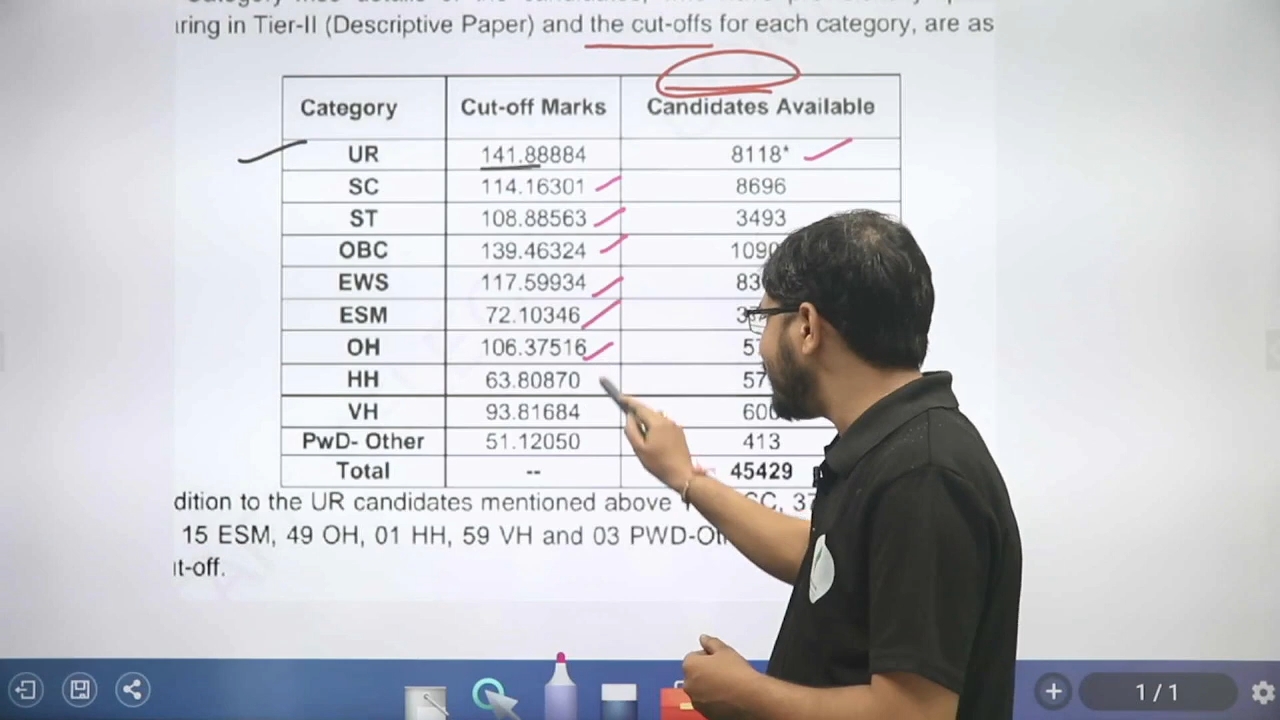 ring in Tier-II (Descriptive Paper) and the cut-offs for each category, are as
Category Cut-off Marks Candidates Available
UR 141.88884 8118*
SC 114.16301 8696
ST 108.88563 3493
OBC 139.46324
EWS 117.59934
ESM 72.10346
OH 106.37516
HH 63.80870
VH 93.81684
PwD- Other 51.12050 413
Total -- 45429
dition to the UR candidates mentioned above
15 ESM, 49 OH, 01 HH, 59 VH and 03
t-off.
1 / 1